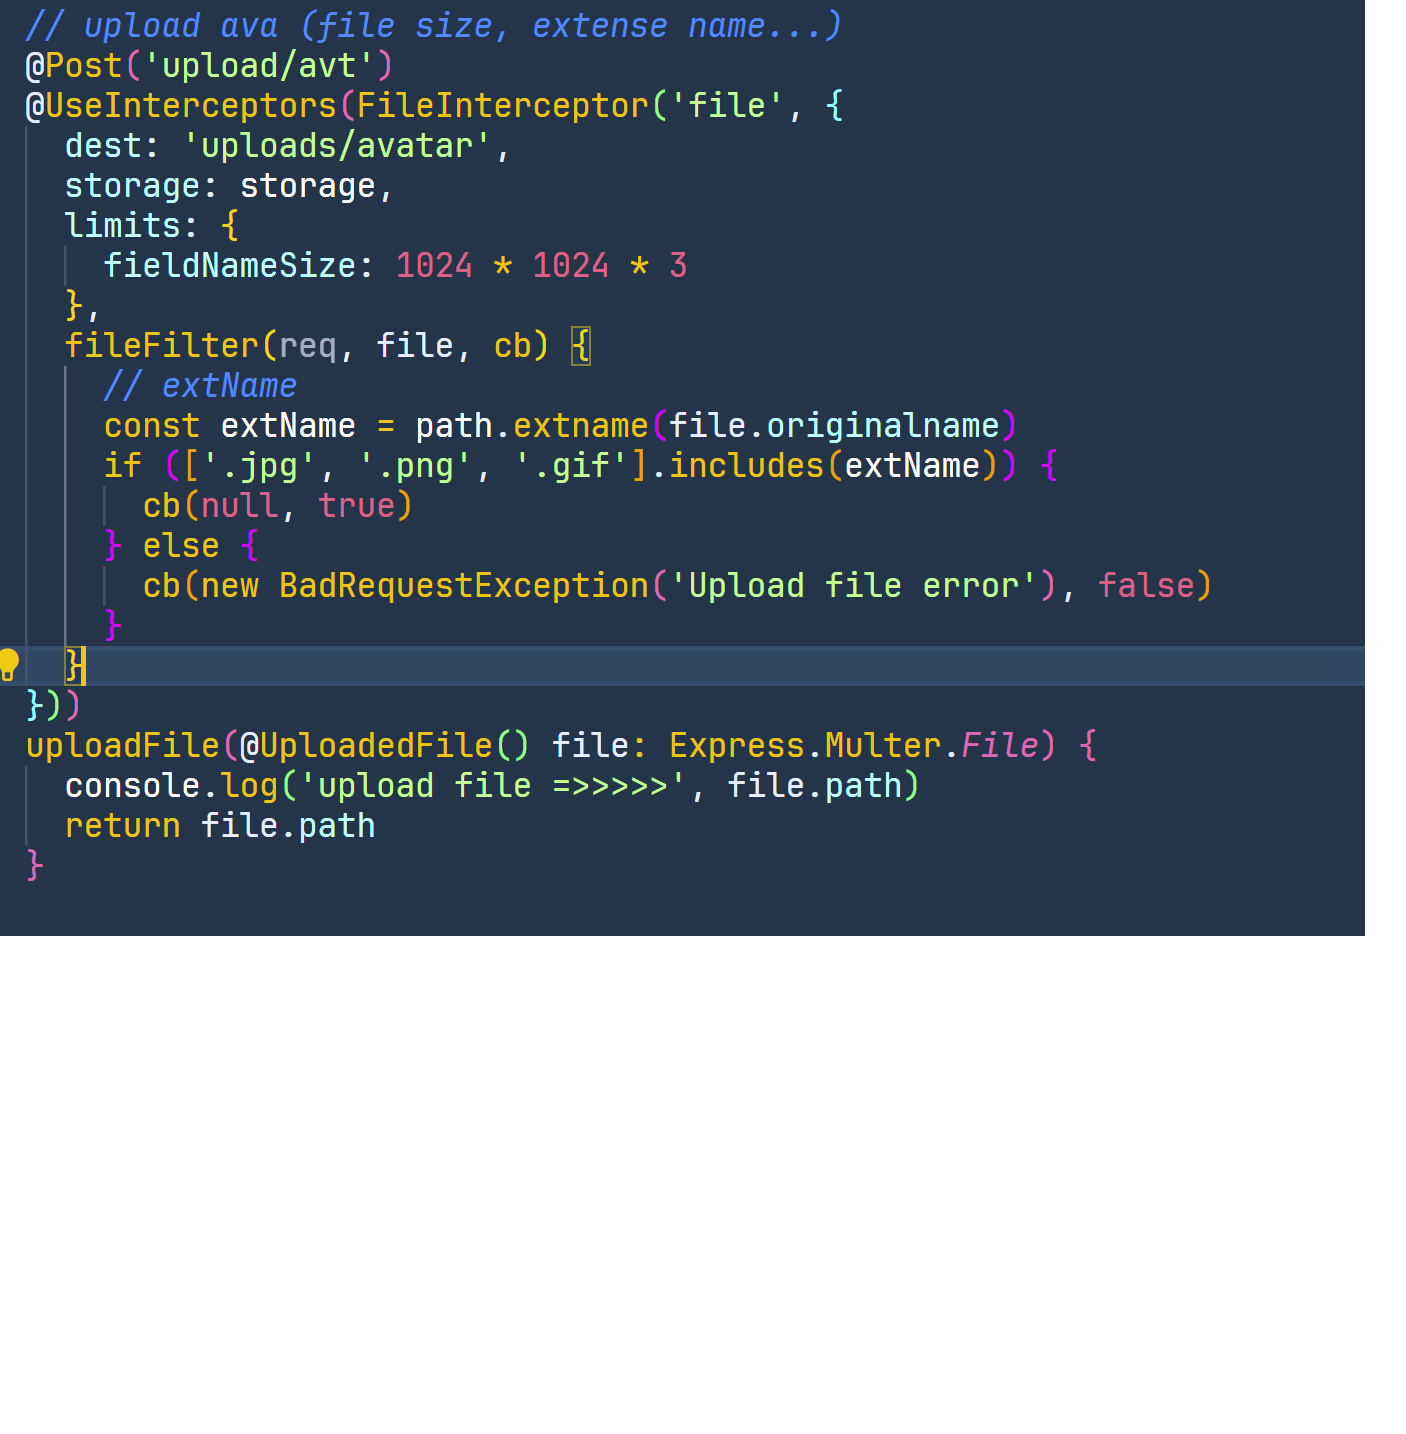 // upload ava (file size, extense name...)
@Post('upload/avt')
@UseInterceptors(FileInterceptor('file', {
  dest: 'uploads/avatar',
  storage: storage,
  limits: {
    fieldNameSize: 1024 * 1024 * 3
  },
  fileFilter(req, file, cb) {
    // extName
    const extName = path.extname(file.originalname)
    if (['.jpg', '.png', '.gif'].includes(extName)) {
      cb(null, true)
    } else {
      cb(new BadRequestException('Upload file error'), false)
    }
  }
}))
uploadFile(@UploadedFile() file: Express.Multer.File) {
  console.log('upload file =>>>>>', file.path)
  return file.path
}